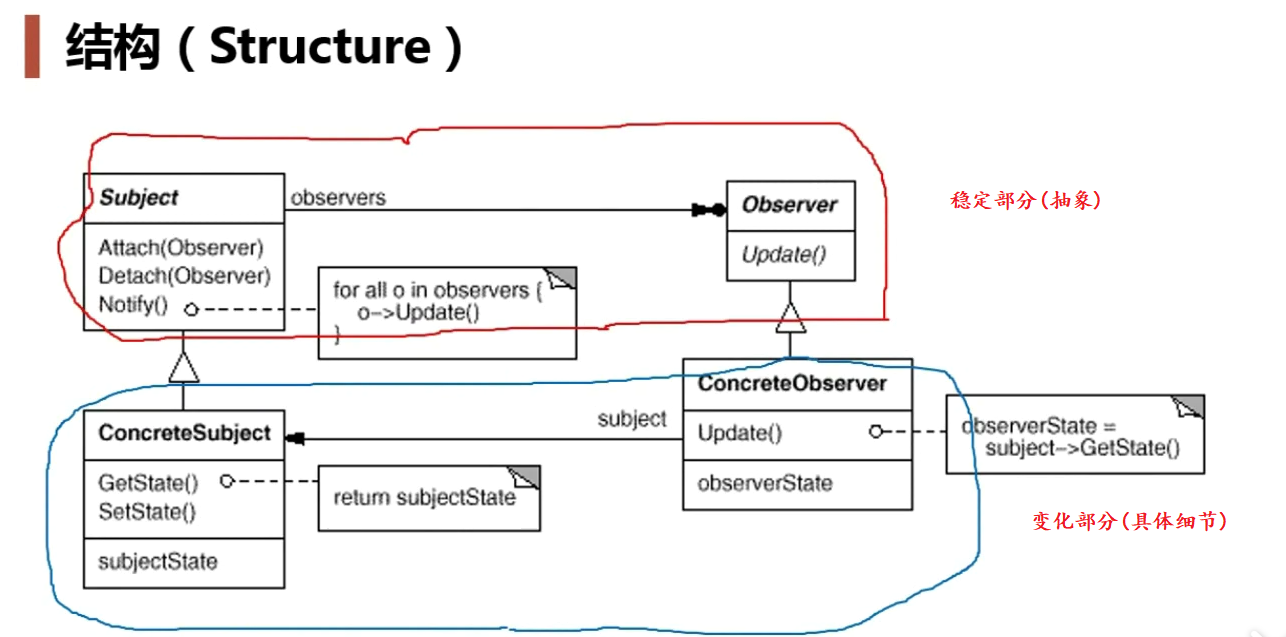 结构（Structure）
Subject
observers
Observer
稳定部分(抽象)
Attach(Observer)
Detach(Observer)
Notify()
for all o in observers {
o->Update()
}
Update()
ConcreteSubject
subject
ConcreteObserver
GetState()
SetState()
return subjectState
Update()
observerState =
subject->GetState()
observerState
subjectState
变化部分(具体细节)